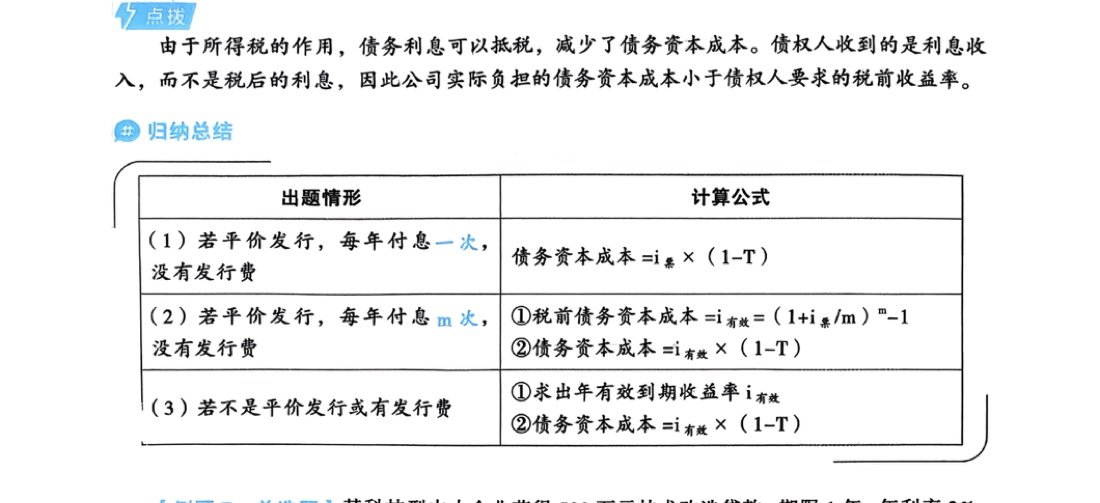 点拨
由于所得税的作用，债务利息可以抵税，减少了债务资本成本。债权人收到的是利息收
入，而不是税后的利息，因此公司实际负担的债务资本成本小于债权人要求的税前收益率。
# 归纳总结
出题情形 计算公式
（1）若平价发行，每年付息一次，
没有发行费
债务资本成本 =i票×（1-T）
（2）若平价发行，每年付息 m 次，
没有发行费
①税前债务资本成本 =i有效=（1+i票/m）^m-1
②债务资本成本 =i有效×（1-T）
（3）若不是平价发行或有发行费
①求出年有效到期收益率 i有效
②债务资本成本 =i有效×（1-T）